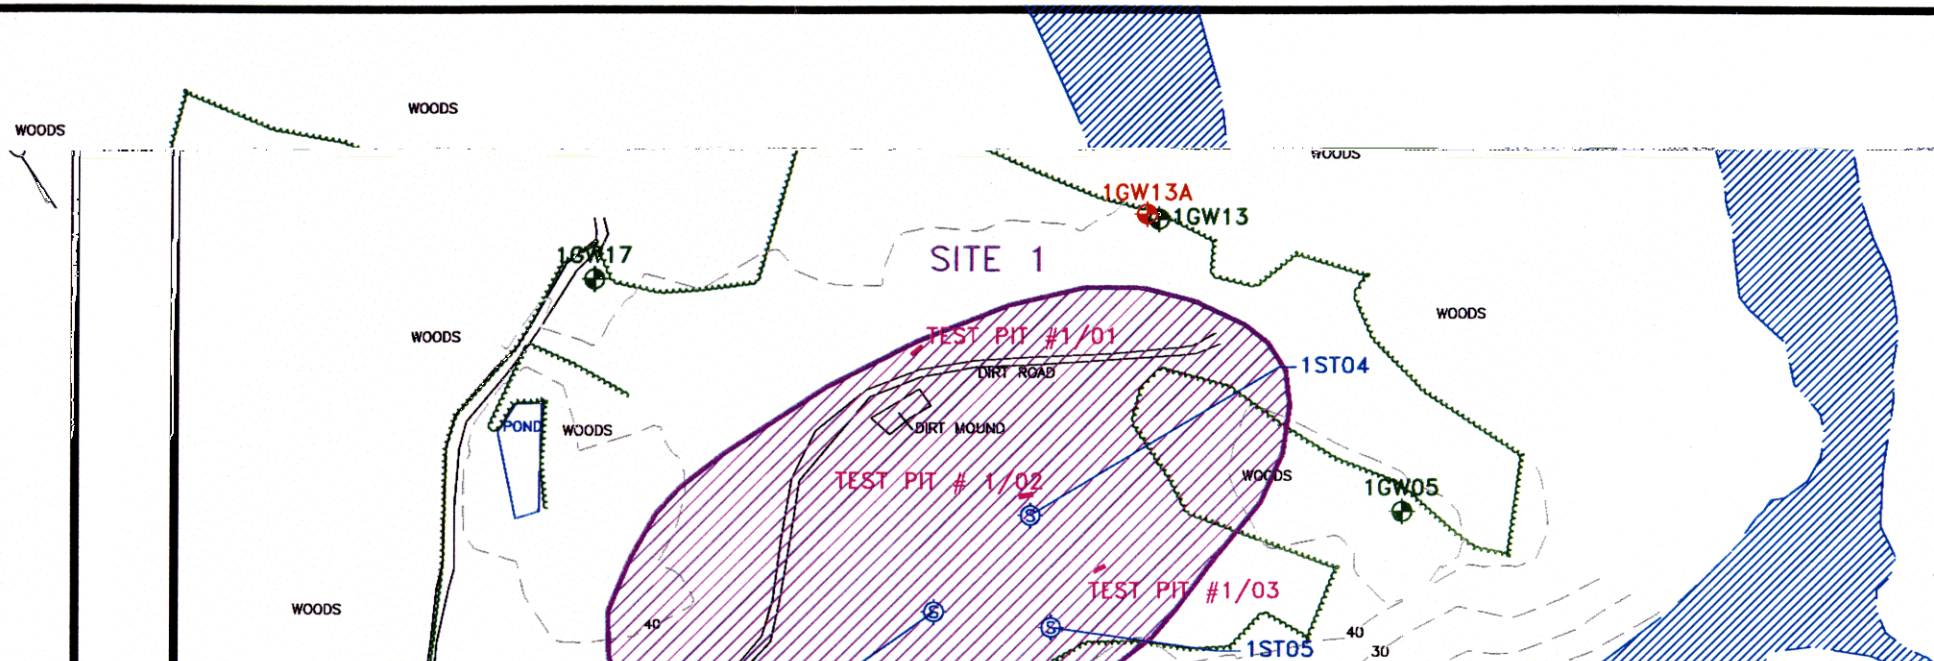 WOODS
WOODS
WOODS
1GW13A
1GW13
1GW17
SITE 1
WOODS
WOODS
TEST PIT #1/01
1ST04
DIRT ROAD
POND
WOODS
DIRT MOUND
WOODS
TEST PIT # 1/02
1GW05
S
TEST PIT #1/03
WOODS
S
40
S
40
1ST05
30